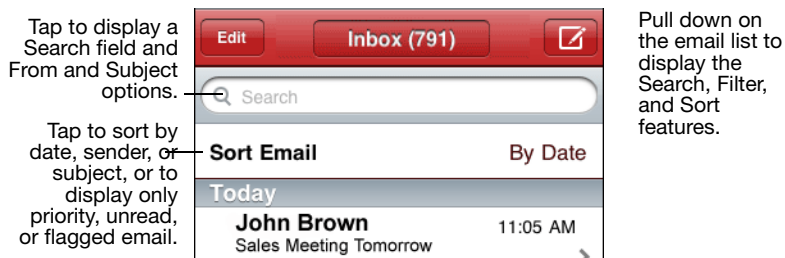 Tap to display a
Search field and
From and Subject
options.
Tap to sort by
date, sender, or
subject, or to
display only
priority, unread,
or flagged email.
Edit
Inbox (791)
Search
Sort Email
By Date
Today
John Brown
11:05 AM
Sales Meeting Tomorrow
Pull down on
the email list to
display the
Search, Filter,
and Sort
features.